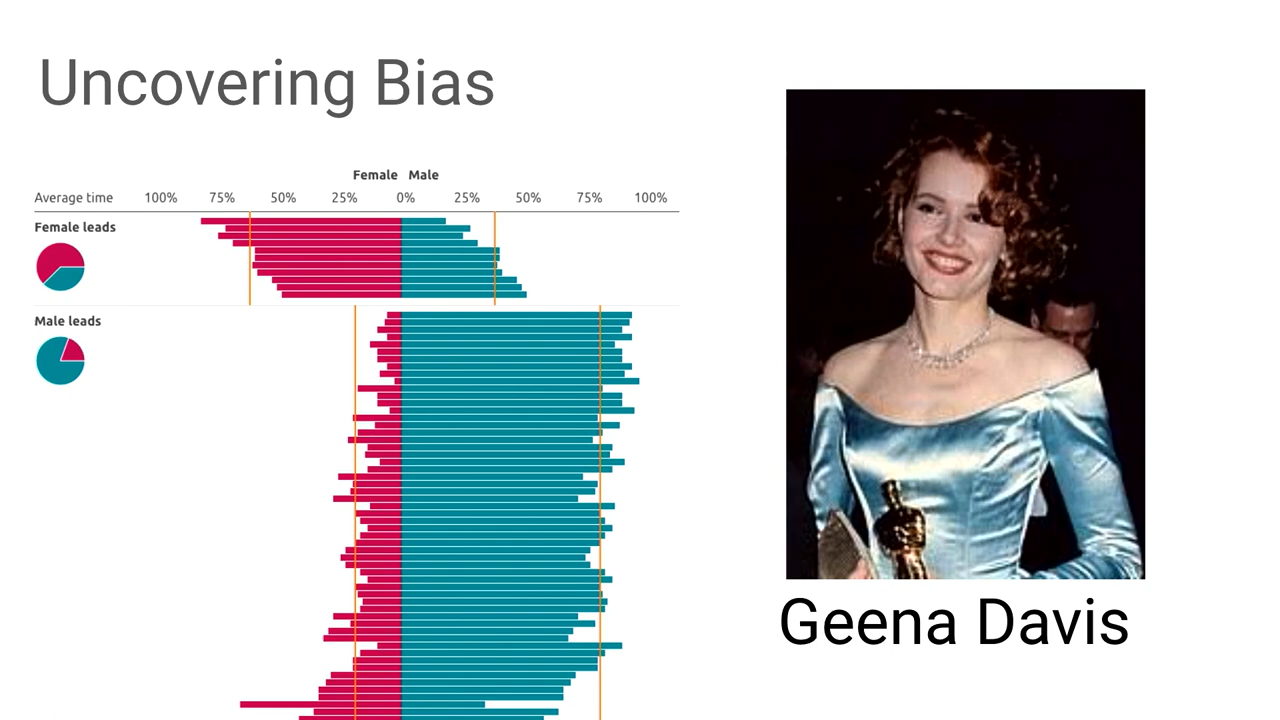 Uncovering Bias
Female Male
Average time 100% 75% 50% 25% 0% 25% 50% 75% 100%
Female leads
Male leads
Geena Davis